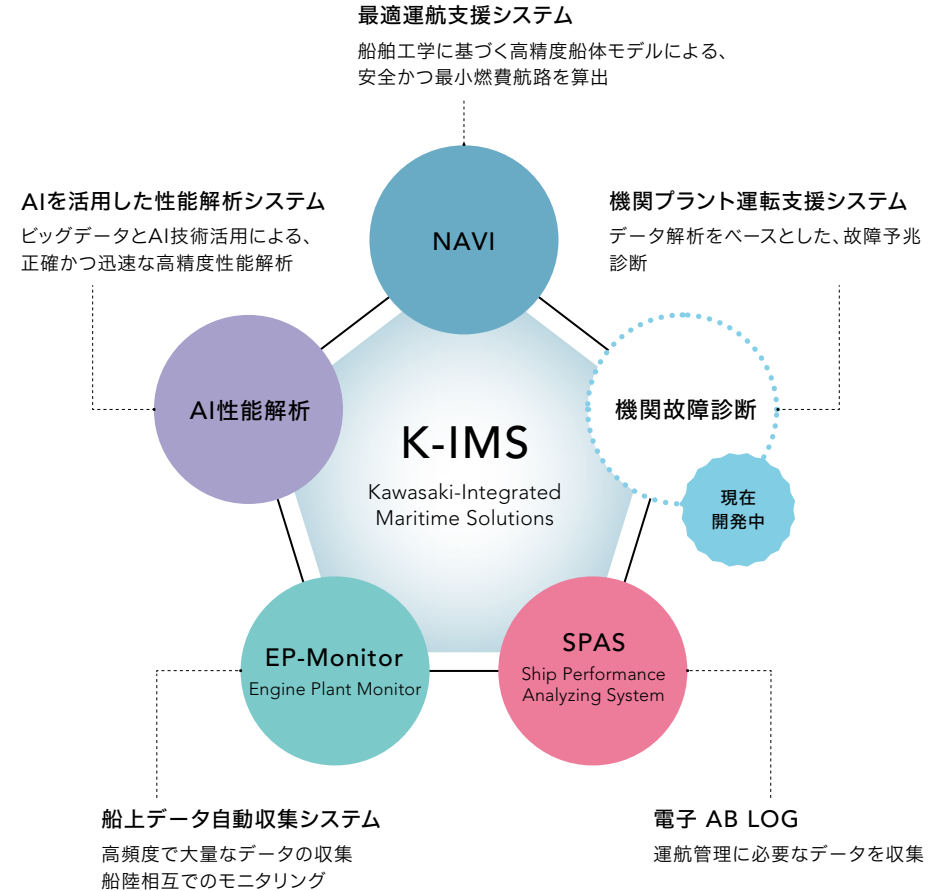 最適運航支援システム
船舶工学に基づく高精度船体モデルによる、
安全かつ最小燃費航路を算出
AIを活用した性能解析システム
ビッグデータとAI技術活用による、
正確かつ迅速な高精度性能解析
機関プラント運転支援システム
データ解析をベースとした、故障予兆
診断
NAVI
AI性能解析
機関故障診断
現在
開発中
K-IMS
Kawasaki-Integrated
Maritime Solutions
EP-Monitor
Engine Plant Monitor
SPAS
Ship Performance
Analyzing System
船上データ自動収集システム
高頻度で大量なデータの収集
船陸相互でのモニタリング
電子 AB LOG
運航管理に必要なデータを収集